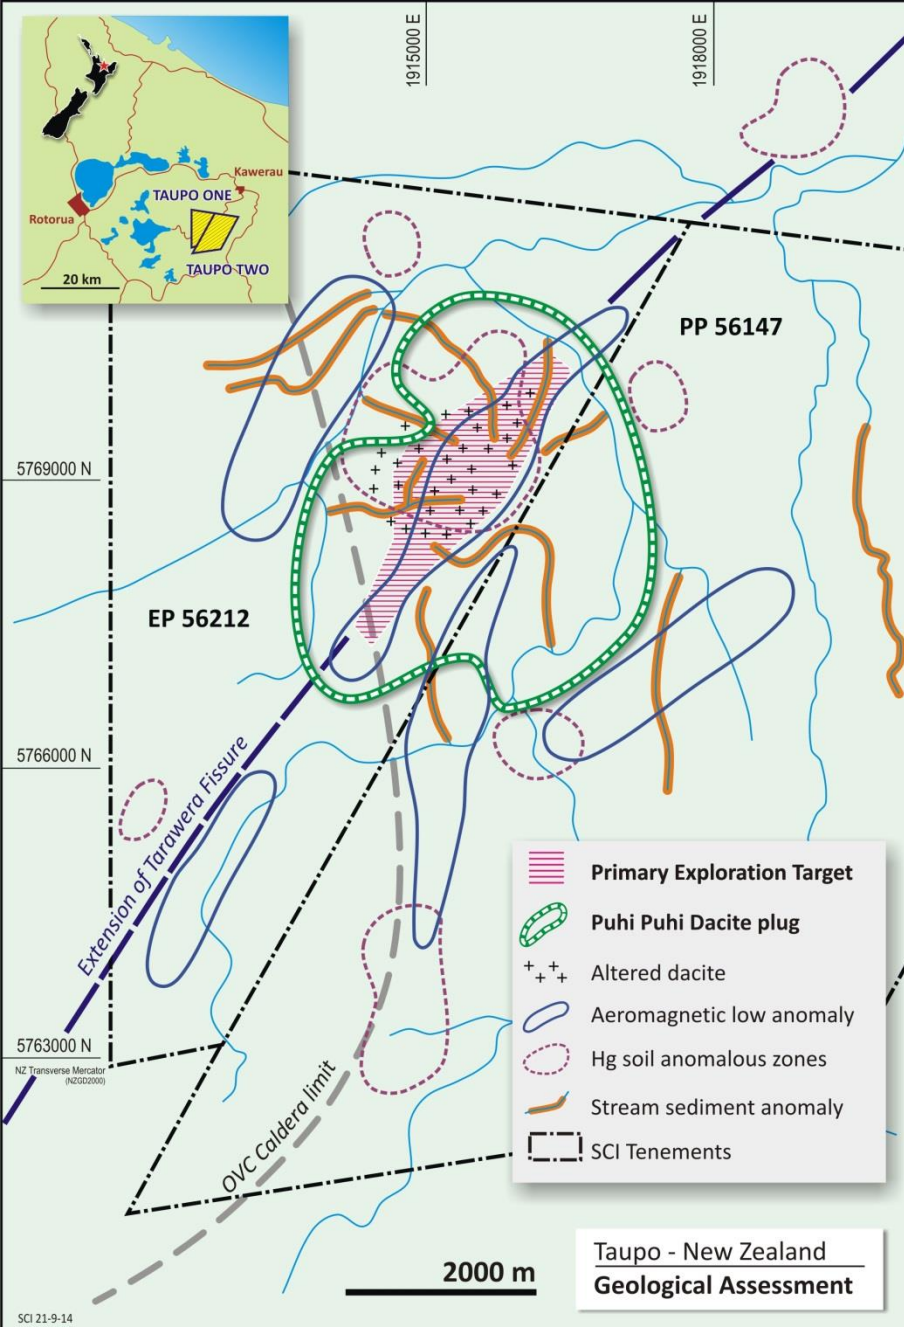 1915000 E
1918000 E
Kawerau
TAUPO ONE
Rotorua
TAUPO TWO
20 km
PP 56147
5769000 N
EP 56212
5766000 N
Extension of Tarawera Fissure
5763000 N
NZ Transverse Mercator
(NZGD2000)
OVC Caldera limit
Primary Exploration Target
Puhi Puhi Dacite plug
Altered dacite
Aeromagnetic low anomaly
Hg soil anomalous zones
Stream sediment anomaly
SCI Tenements
2000 m
Taupo - New Zealand
Geological Assessment
SCI 21-9-14